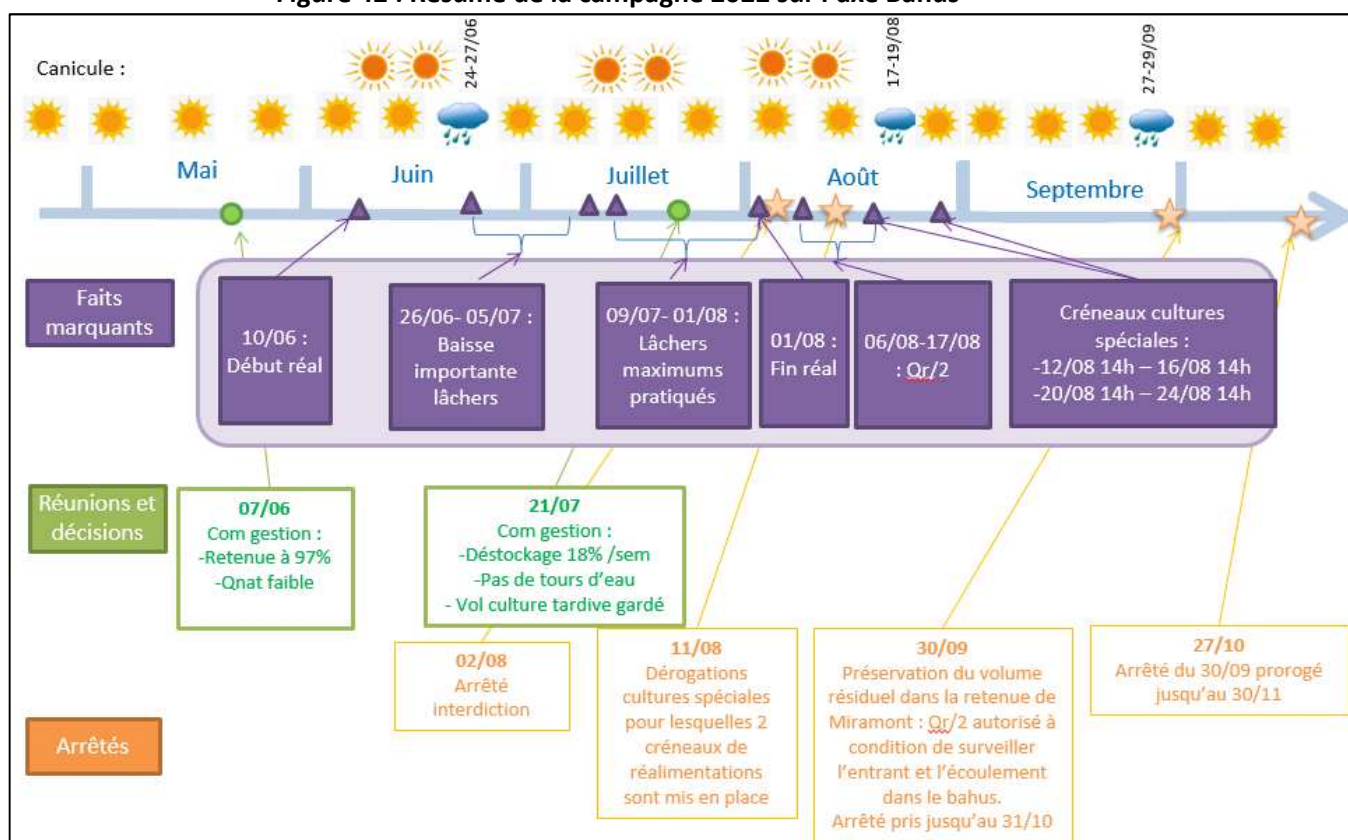 Figure 42 : Résumé de la campagne 2022 sur l'axe Bahus
Canicule :
24-27/06
17-19/08
27-29/09
Mai
Juin
Juillet
Août
Septembre
Faits
marquants
10/06 :
Début réal
26/06- 05/07 :
Baisse
importante
lâchers
09/07- 01/08 :
Lâchers
maximums
pratiqués
01/08 :
Fin réal
06/08-17/08
: Qr/2
Créneaux cultures
spéciales :
-12/08 14h – 16/08 14h
-20/08 14h – 24/08 14h
Réunions et
décisions
07/06
Com gestion :
-Retenue à 97%
-Qnat faible
21/07
Com gestion :
-Déstockage 18% /sem
-Pas de tours d'eau
- Vol culture tardive gardé
Arrêtés
02/08
Arrêté
interdiction
11/08
Dérogations
cultures spéciales
pour lesquelles 2
créneaux de
réalimentations
sont mis en place
30/09
Préservation du volume
résiduel dans la retenue de
Miramont : Qr/2 autorisé à
condition de surveiller
l'entrant et l'écoulement
dans le bahus.
Arrêté pris jusqu'au 31/10
27/10
Arrêté du 30/09 prorogé
jusqu'au 30/11